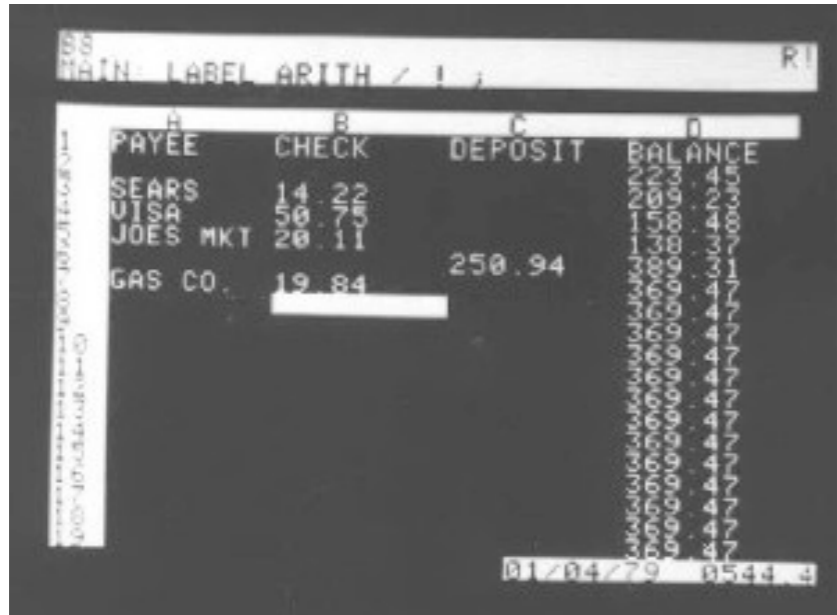 B8 R!
MAIN: LABEL ARITH / ! ;
A B C D
1 PAYEE CHECK DEPOSIT BALANCE
223.45
SEARS 14.22 209.23
VISA 50.75 158.48
JOES MKT 20.11 138.37
250.94 389.31
GAS CO. 19.84 369.47
369.47
369.47
369.47
369.47
369.47
369.47
369.47
369.47
369.47
369.47
369.47
369.47
01/04/79 0544.4